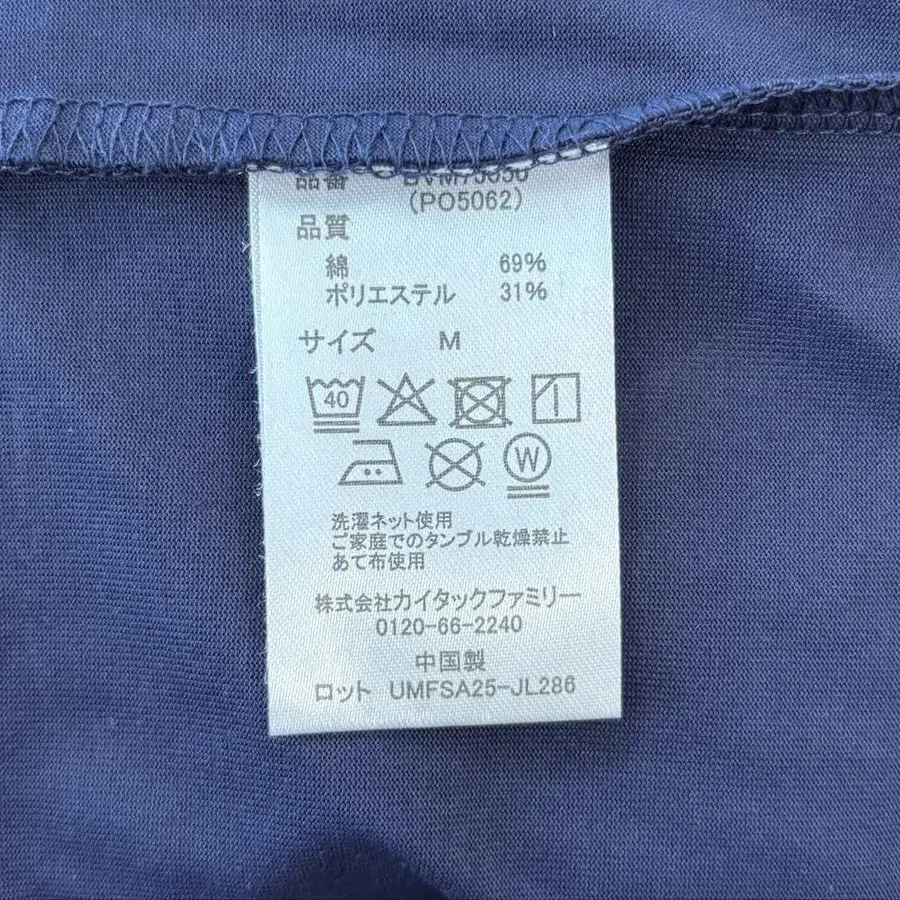 (PO5062)
品質
綿 69%
ポリエステル 31%
サイズ M
40
W
洗濯ネット使用
ご家庭でのタンブル乾燥禁止
あて布使用
株式会社カイタックファミリー
0120-66-2240
中国製
ロット UMFSA25-JL286